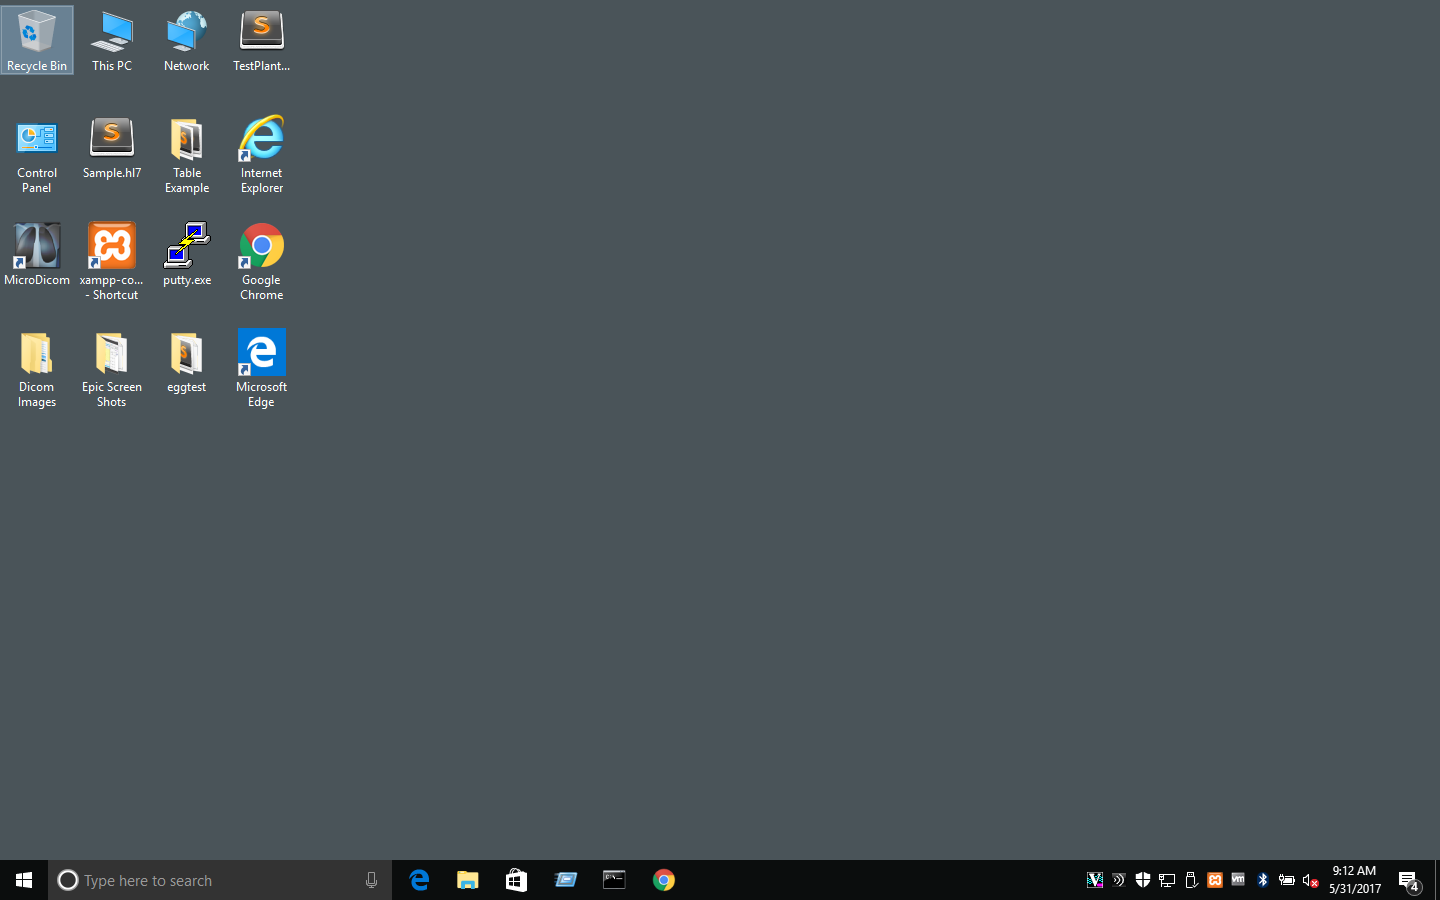 Recycle Bin
This PC
Network
TestPlant...
Control
Panel
Sample.hl7
Table
Example
Internet
Explorer
MicroDicom
xampp-co...
- Shortcut
putty.exe
Google
Chrome
Dicom
Images
Epic Screen
Shots
eggtest
Microsoft
Edge
Type here to search
9:12 AM
5/31/2017
4